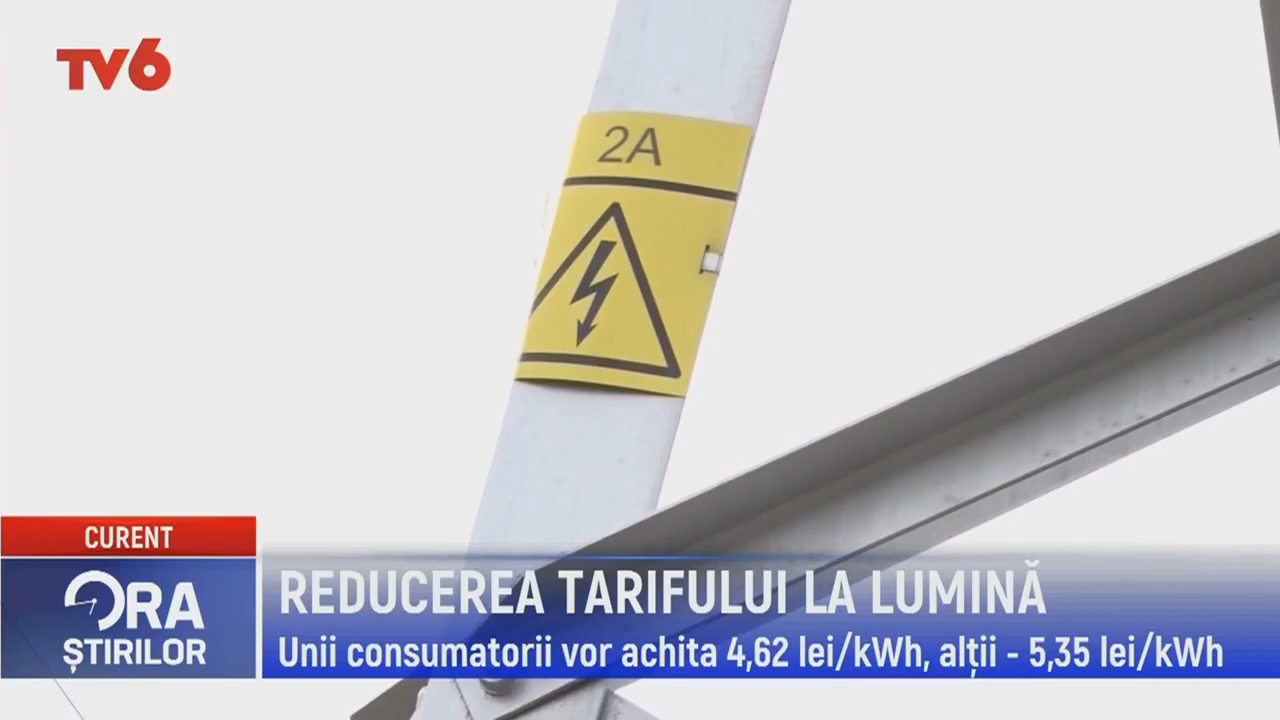 TV6
2A
CURENT
ORA
ȘTIRILOR
REDUCEREA TARIFULUI LA LUMINĂ
Unii consumatorii vor achita 4,62 lei/kWh, alții - 5,35 lei/kWh